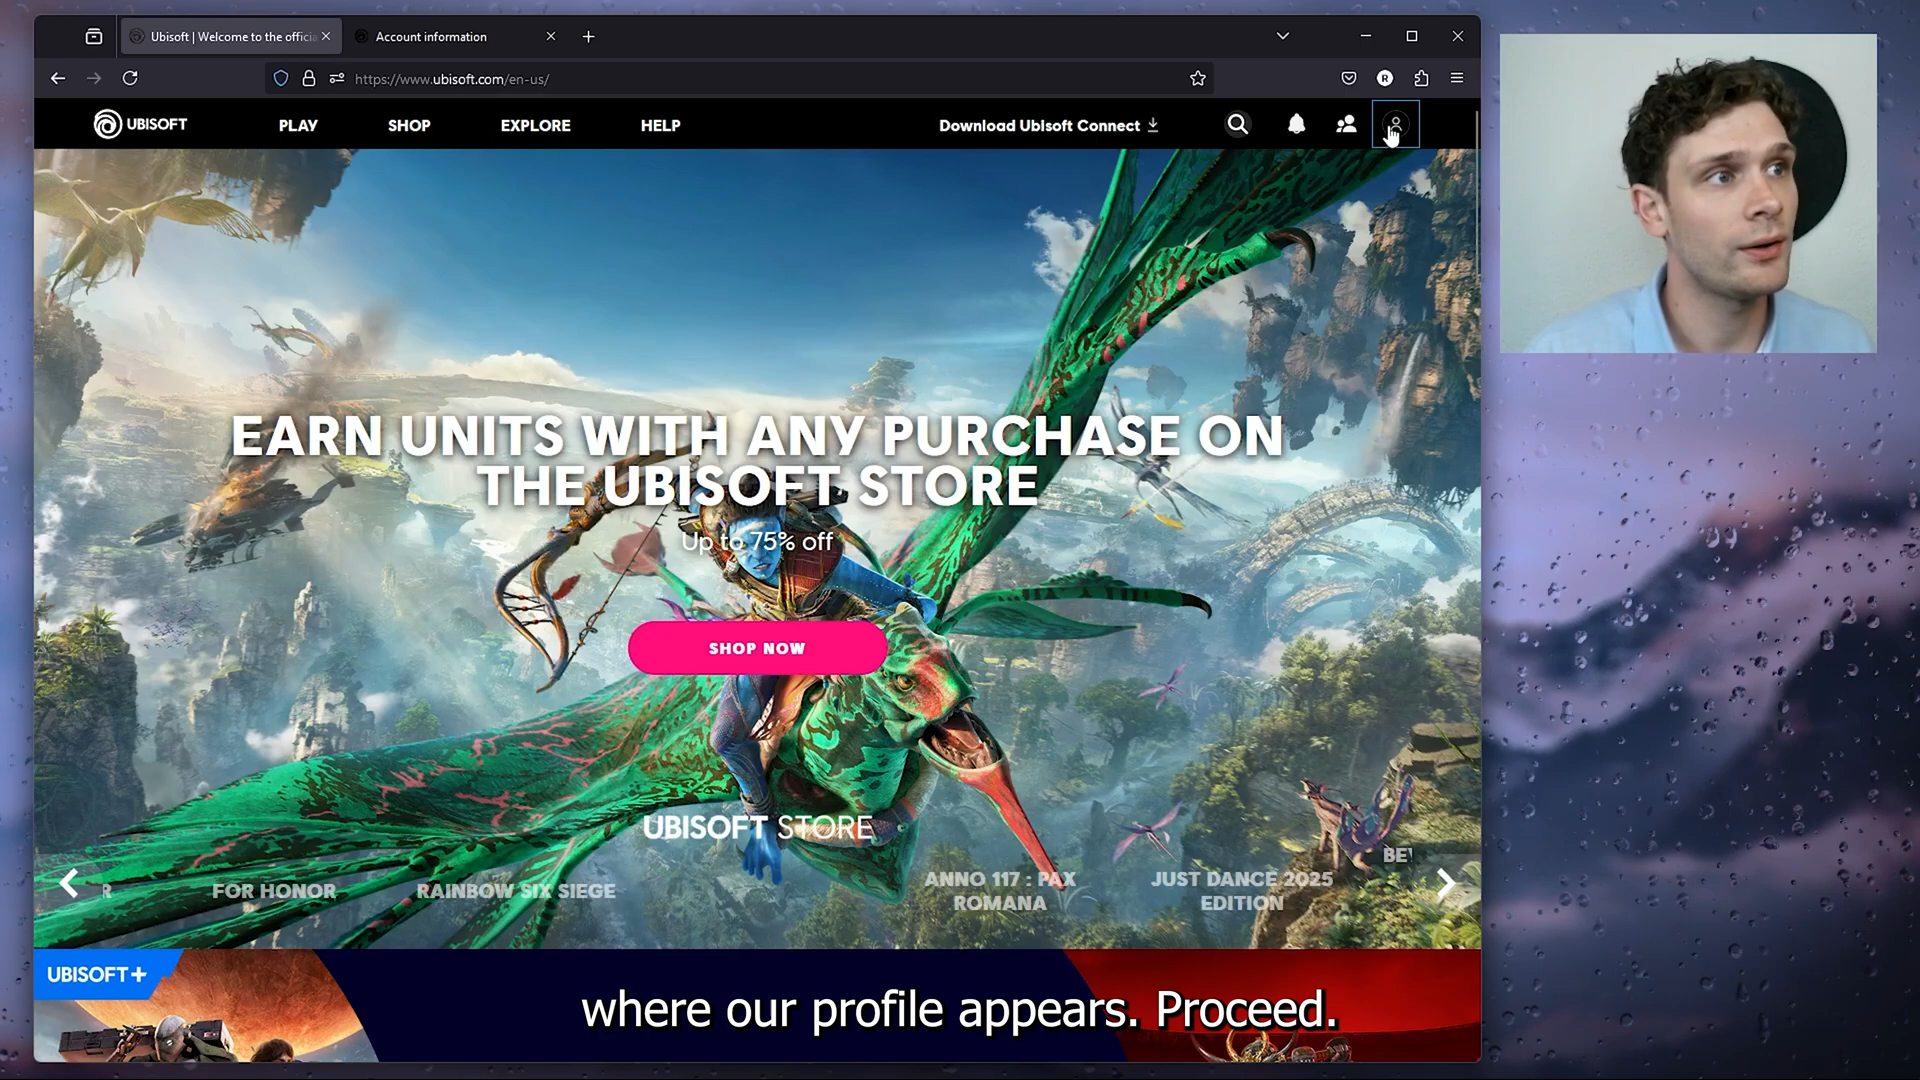 Ubisoft | Welcome to the officia
Account information
https://www.ubisoft.com/en-us/
R
UBISOFT
PLAY
SHOP
EXPLORE
HELP
Download Ubisoft Connect
EARN UNITS WITH ANY PURCHASE ON
THE UBISOFT STORE
Up to 75% off
SHOP NOW
UBISOFT STORE
R
FOR HONOR
RAINBOW SIX SIEGE
ANNO 117 : PAX
ROMANA
JUST DANCE 2025
EDITION
BEY
UBISOFT+
where our profile appears. Proceed.